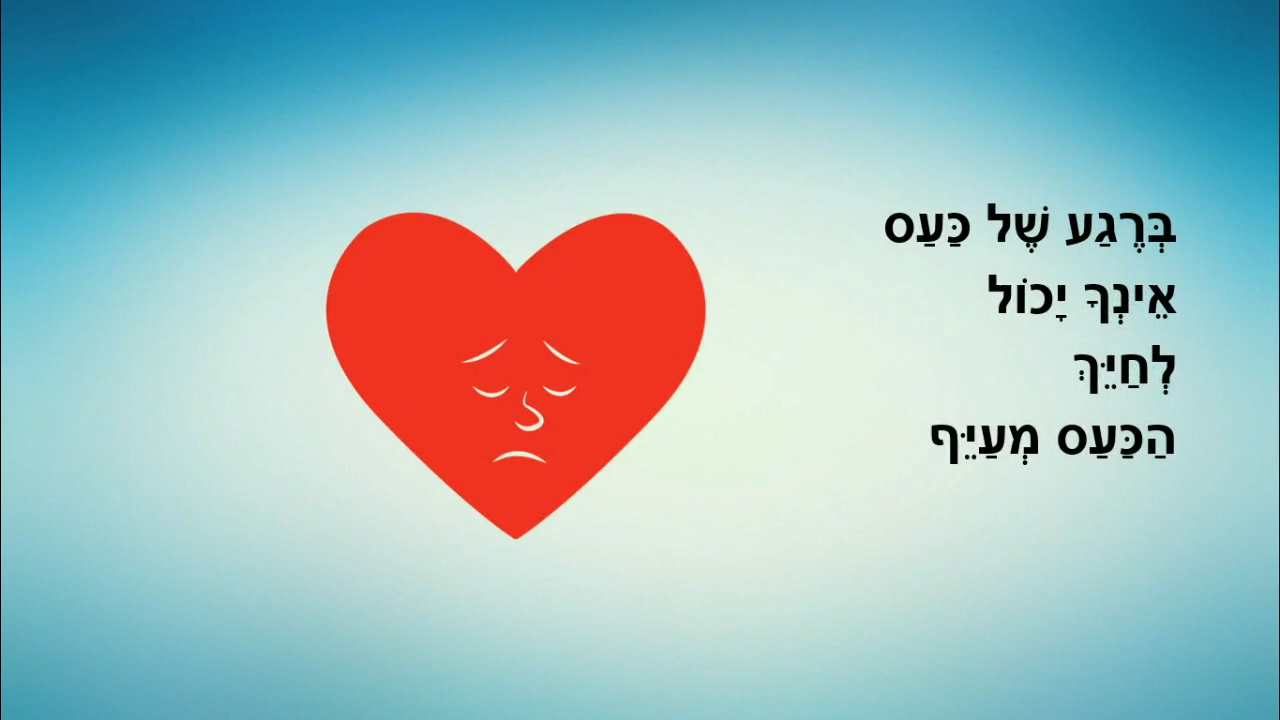 בְּרֶגַע שֶׁל כַּעַס
אֵינְךָ יָכוֹל
לְחַיֵּךְ
הַכַּעַס מְעַיֵּף